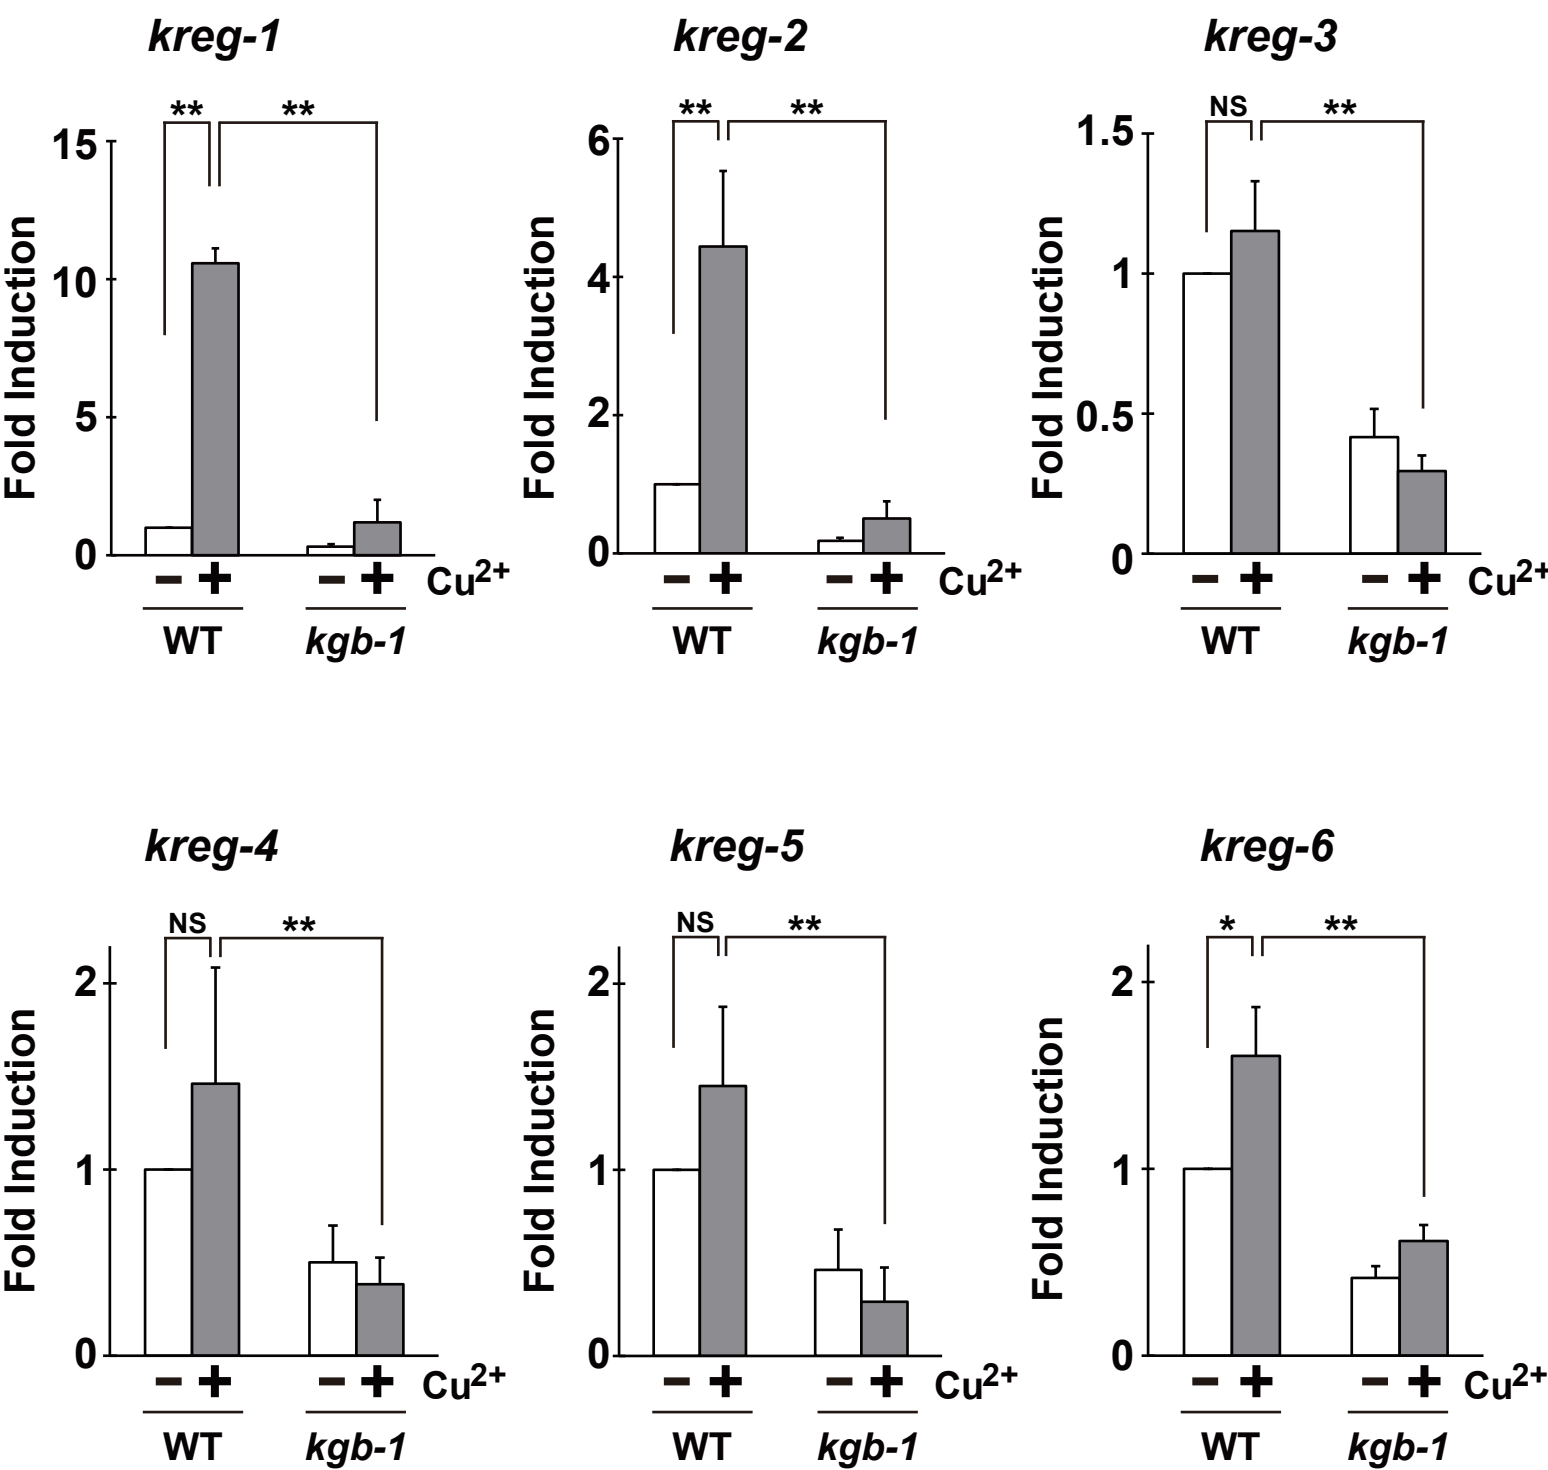 kreg-1
kreg-2
kreg-3
** **
** **
NS **
15
10
5
0
Fold Induction
6
4
2
0
Fold Induction
1.5
1
0.5
0
Fold Induction
− + − + Cu2+
− + − + Cu2+
− + − + Cu2+
WT kgb-1
WT kgb-1
WT kgb-1
kreg-4
kreg-5
kreg-6
NS **
NS **
* **
2
1
0
Fold Induction
2
1
0
Fold Induction
2
1
0
Fold Induction
− + − + Cu2+
− + − + Cu2+
− + − + Cu2+
WT kgb-1
WT kgb-1
WT kgb-1